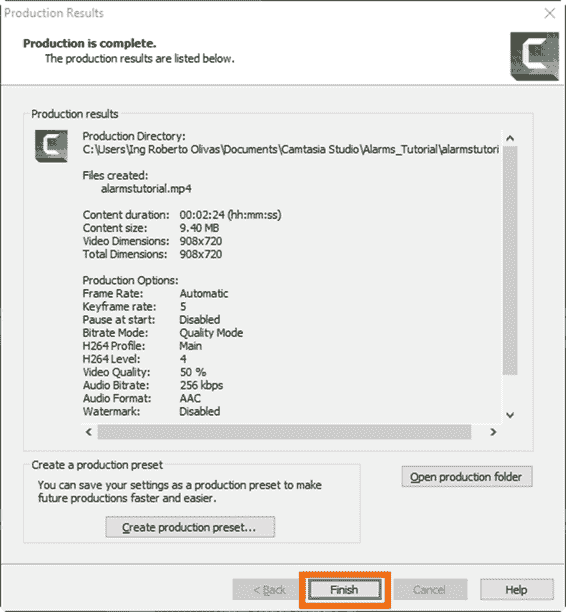 Production Results
Production is complete.
The production results are listed below.
Production results
Production Directory:
C:\Users\Ing Roberto Olivas\Documents\Camtasia Studio\Alarms_Tutorial\alarmstutori
Files created:
alarmstutorial.mp4
Content duration: 00:02:24 (hh:mm:ss)
Content size: 9.40 MB
Video Dimensions: 908x720
Total Dimensions: 908x720
Production Options:
Frame Rate: Automatic
Keyframe rate: 5
Pause at start: Disabled
Bitrate Mode: Quality Mode
H264 Profile: Main
H264 Level: 4
Video Quality: 50 %
Audio Bitrate: 256 kbps
Audio Format: AAC
Watermark: Disabled
Create a production preset
You can save your settings as a production preset to make
future productions faster and easier.
Create production preset...
Open production folder
< Back
Finish
Cancel
Help